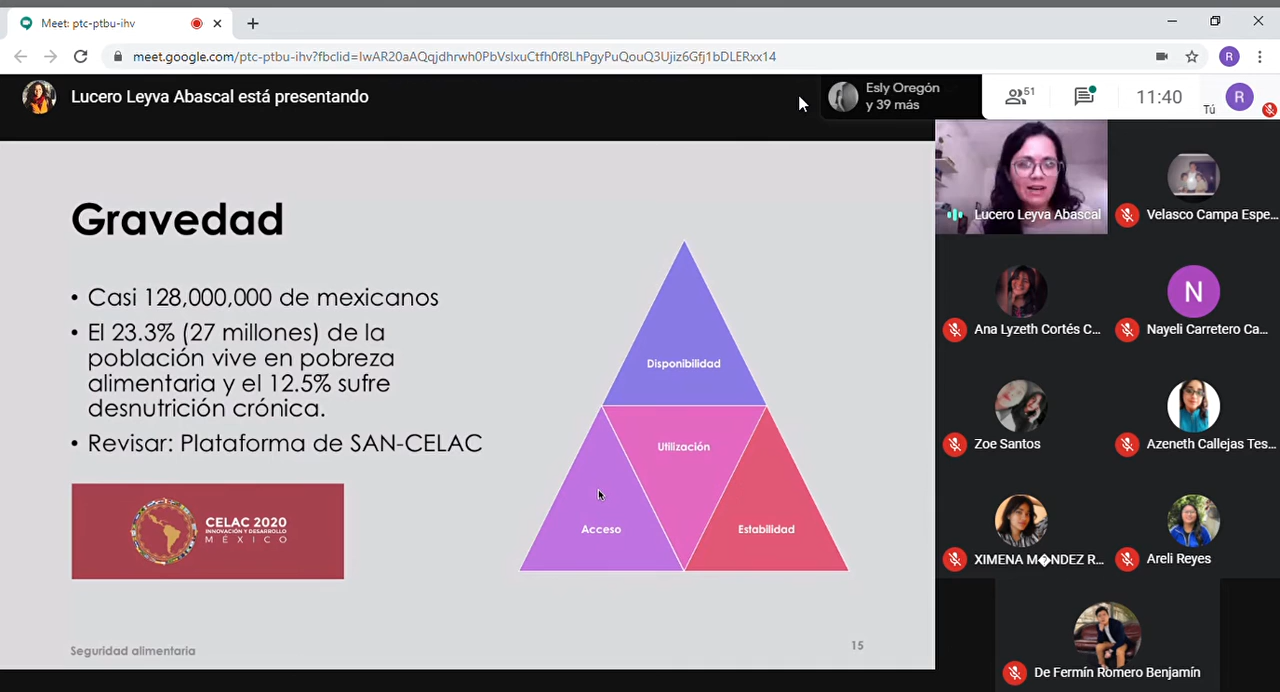 Meet: ptc-ptbu-ihv
meet.google.com/ptc-ptbu-ihv?fbclid=IwAR20aAQqjdhrwh0PbVslxuCtfh0f8LhPgyPuQouQ3Ujiz6Gfj1bDLERxx14
R
Lucero Leyva Abascal está presentando
Esly Oregón
y 39 más
51
11:40
Tú
R
Gravedad
• Casi 128,000,000 de mexicanos
• El 23.3% (27 millones) de la
población vive en pobreza
alimentaria y el 12.5% sufre
desnutrición crónica.
• Revisar: Plataforma de SAN-CELAC
CELAC 2020
INNOVACIÓN Y DESARROLLO
MÉXICO
Disponibilidad
Utilización
Acceso
Estabilidad
Seguridad alimentaria
15
Lucero Leyva Abascal
Velasco Campa Espe...
Ana Lyzeth Cortés C...
N
Nayeli Carretero Ca...
Zoe Santos
Azeneth Callejas Tes...
XIMENA M�NDEZ R...
Areli Reyes
De Fermín Romero Benjamín